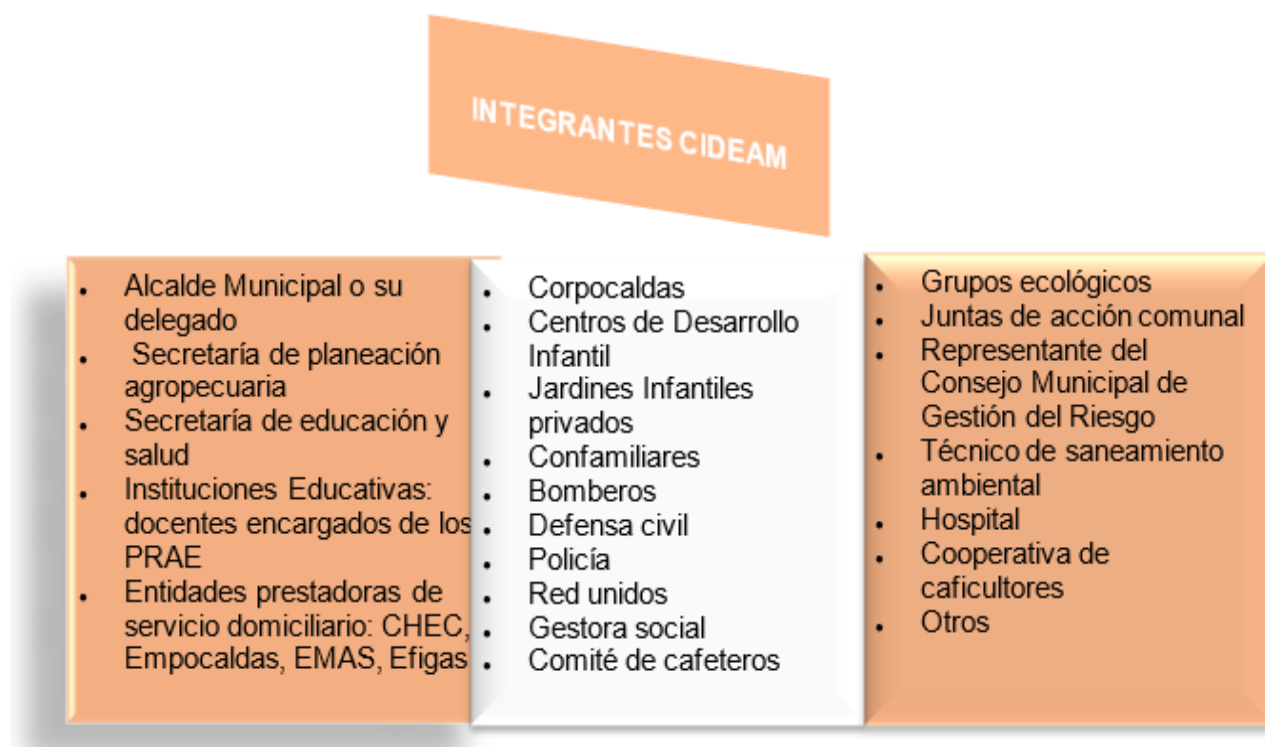 INTEGRANTES CIDEAM
• Alcalde Municipal o su
delegado
• Secretaría de planeación
agropecuaria
• Secretaría de educación y
salud
• Instituciones Educativas:
docentes encargados de los
PRAE
• Entidades prestadoras de
servicio domiciliario: CHEC,
Empocaldas, EMAS, Efigas
• Corpocaldas
• Centros de Desarrollo
Infantil
• Jardines Infantiles
privados
• Confamiliares
• Bomberos
• Defensa civil
• Policía
• Red unidos
• Gestora social
• Comité de cafeteros
• Grupos ecológicos
• Juntas de acción comunal
• Representante del
Consejo Municipal de
Gestión del Riesgo
• Técnico de saneamiento
ambiental
• Hospital
• Cooperativa de
caficultores
• Otros